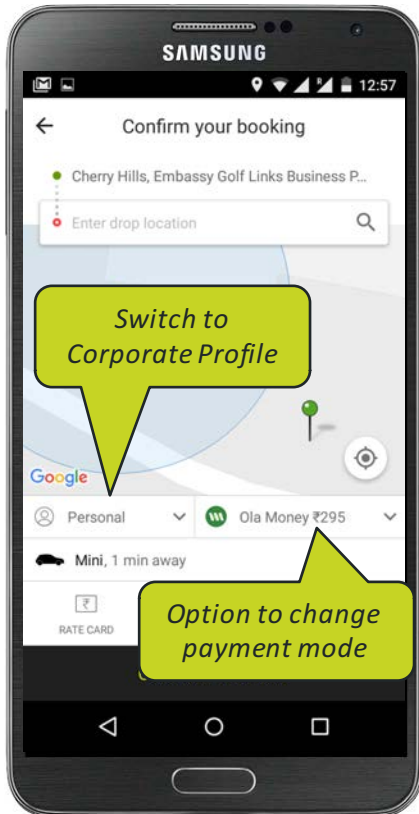 SAMSUNG
12:57
Confirm your booking
Cherry Hills, Embassy Golf Links Business P...
Enter drop location
Switch to
Corporate Profile
Google
Personal
Ola Money ₹295
Mini, 1 min away
₹
RATE CARD
Option to change
payment mode